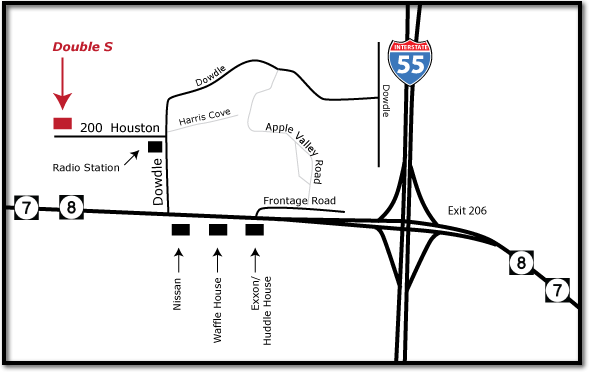 Double S
INTERSTATE
55
Dowdle
Dowdle
200 Houston
Harris Cove
Apple Valley
Road
Radio Station
Dowdle
Frontage Road
7
8
Exit 206
8
7
Nissan
Waffle House
Exxon/
Huddle House